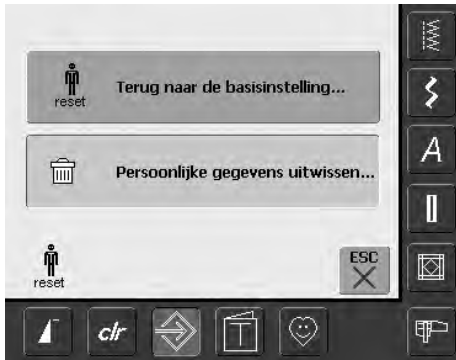 Terug naar de basisinstelling...
reset
Persoonlijke gegevens uitwissen...
reset
ESC
A
clr
T